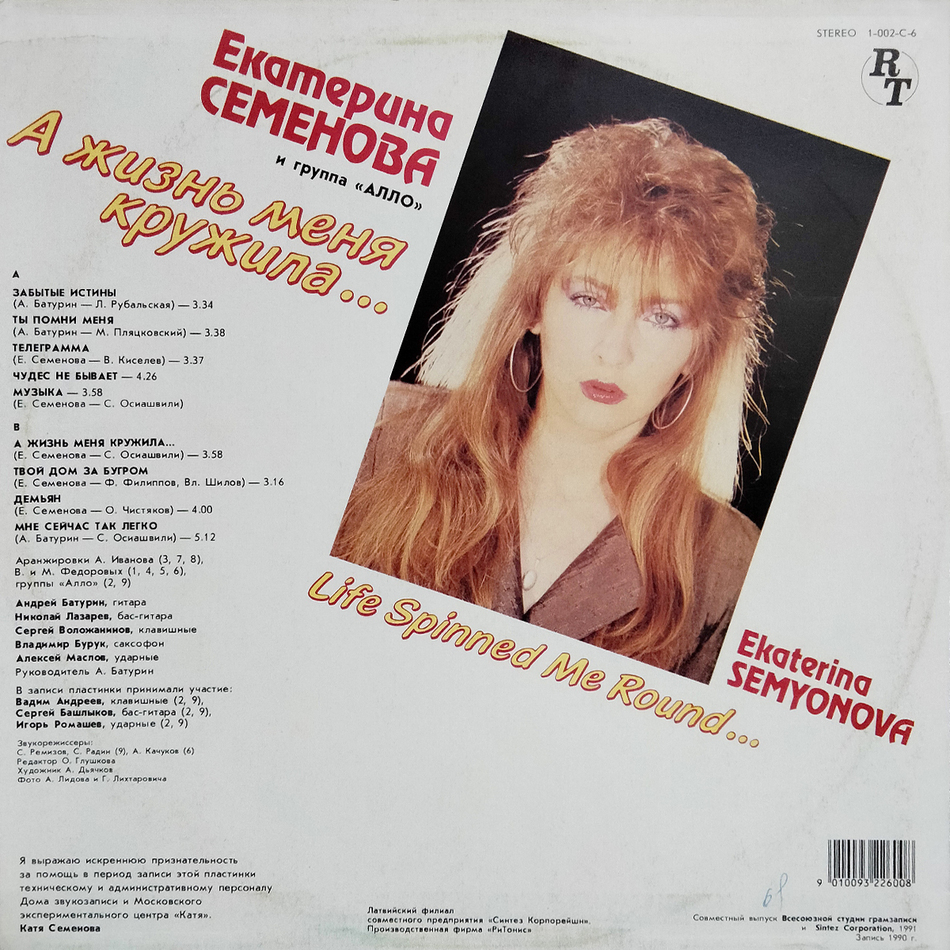 STEREO 1-002-C-6
RT
Екатерина
СЕМЕНОВА
и группа «АЛЛО»
А жизнь меня
кружила...
A
ЗАБЫТЫЕ ИСТИНЫ
(А. Батурин — Л. Рубальская) — 3.34
ТЫ ПОМНИ МЕНЯ
(А. Батурин — М. Пляцковский) — 3.38
ТЕЛЕГРАММА
(Е. Семенова — В. Киселев) — 3.37
ЧУДЕС НЕ БЫВАЕТ — 4.26
МУЗЫКА — 3.58
(Е. Семенова — С. Осиашвили)
B
А ЖИЗНЬ МЕНЯ КРУЖИЛА...
(Е. Семенова — С. Осиашвили) — 3.58
ТВОЙ ДОМ ЗА БУГРОМ
(Е. Семенова — Ф. Филиппов, Вл. Шилов) — 3.16
ДЕМЬЯН
(Е. Семенова — О. Чистяков) — 4.00
МНЕ СЕЙЧАС ТАК ЛЕГКО
(А. Батурин — С. Осиашвили) — 5.12
Аранжировки А. Иванова (3, 7, 8),
В. и М. Федоровых (1, 4, 5, 6),
группы «Алло» (2, 9)
Андрей Батурин, гитара
Николай Лазарев, бас-гитара
Сергей Воложанинов, клавишные
Владимир Бурук, саксофон
Алексей Маслов, ударные
Руководитель А. Батурин
В записи пластинки принимали участие:
Вадим Андреев, клавишные (2, 9),
Сергей Башлыков, бас-гитара (2, 9),
Игорь Ромашев, ударные (2, 9)
Звукорежиссеры:
С. Ремизов, С. Радин (9), А. Качуков (6)
Редактор О. Глушкова
Художник А. Дьячков
Фото А. Лидова и Г. Лихтаровича
Life Spinned Me Round...
Ekaterina
SEMYONOVA
Я выражаю искреннюю признательность
за помощь в период записи этой пластинки
техническому и административному персоналу
Дома звукозаписи и Московского
экспериментального центра «Катя».
Катя Семенова
Латвийский филиал
совместного предприятия «Синтез Корпорейшн».
Производственная фирма «РиТонис»
9 010093 226008
Совместный выпуск Всесоюзной студии грамзаписи
и Sintez Corporation, 1991
Запись 1990 г.